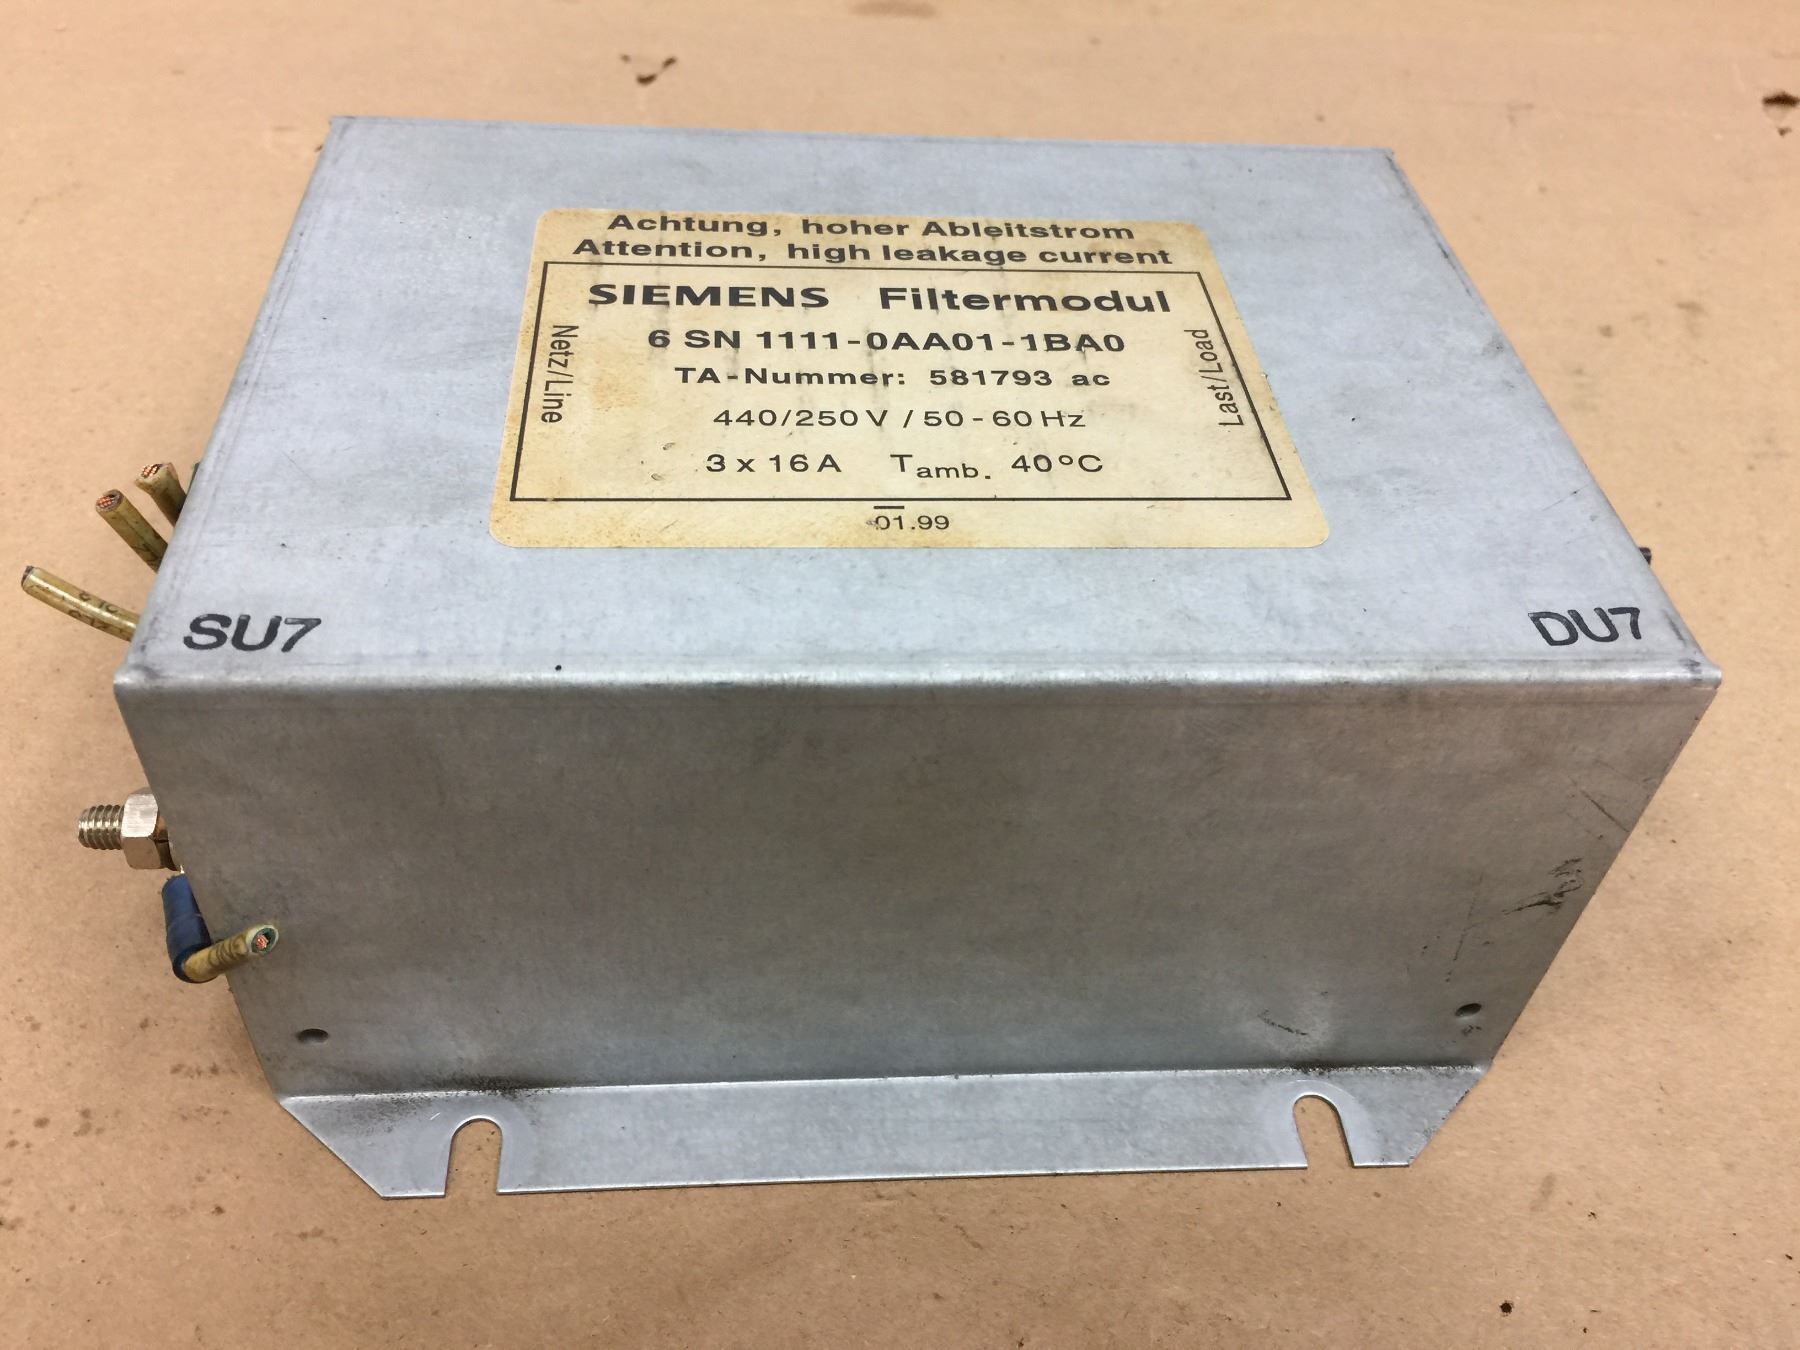 Achtung, hoher Ableitstrom
Attention, high leakage current
SIEMENS Filtermodul
6 SN 1111-0AA01-1BA0
TA-Nummer: 581793 ac
440/250 V / 50 - 60 Hz
3 x 16 A Tamb. 40°C
Netz/Line
Last/Load
01.99
SU7
DU7